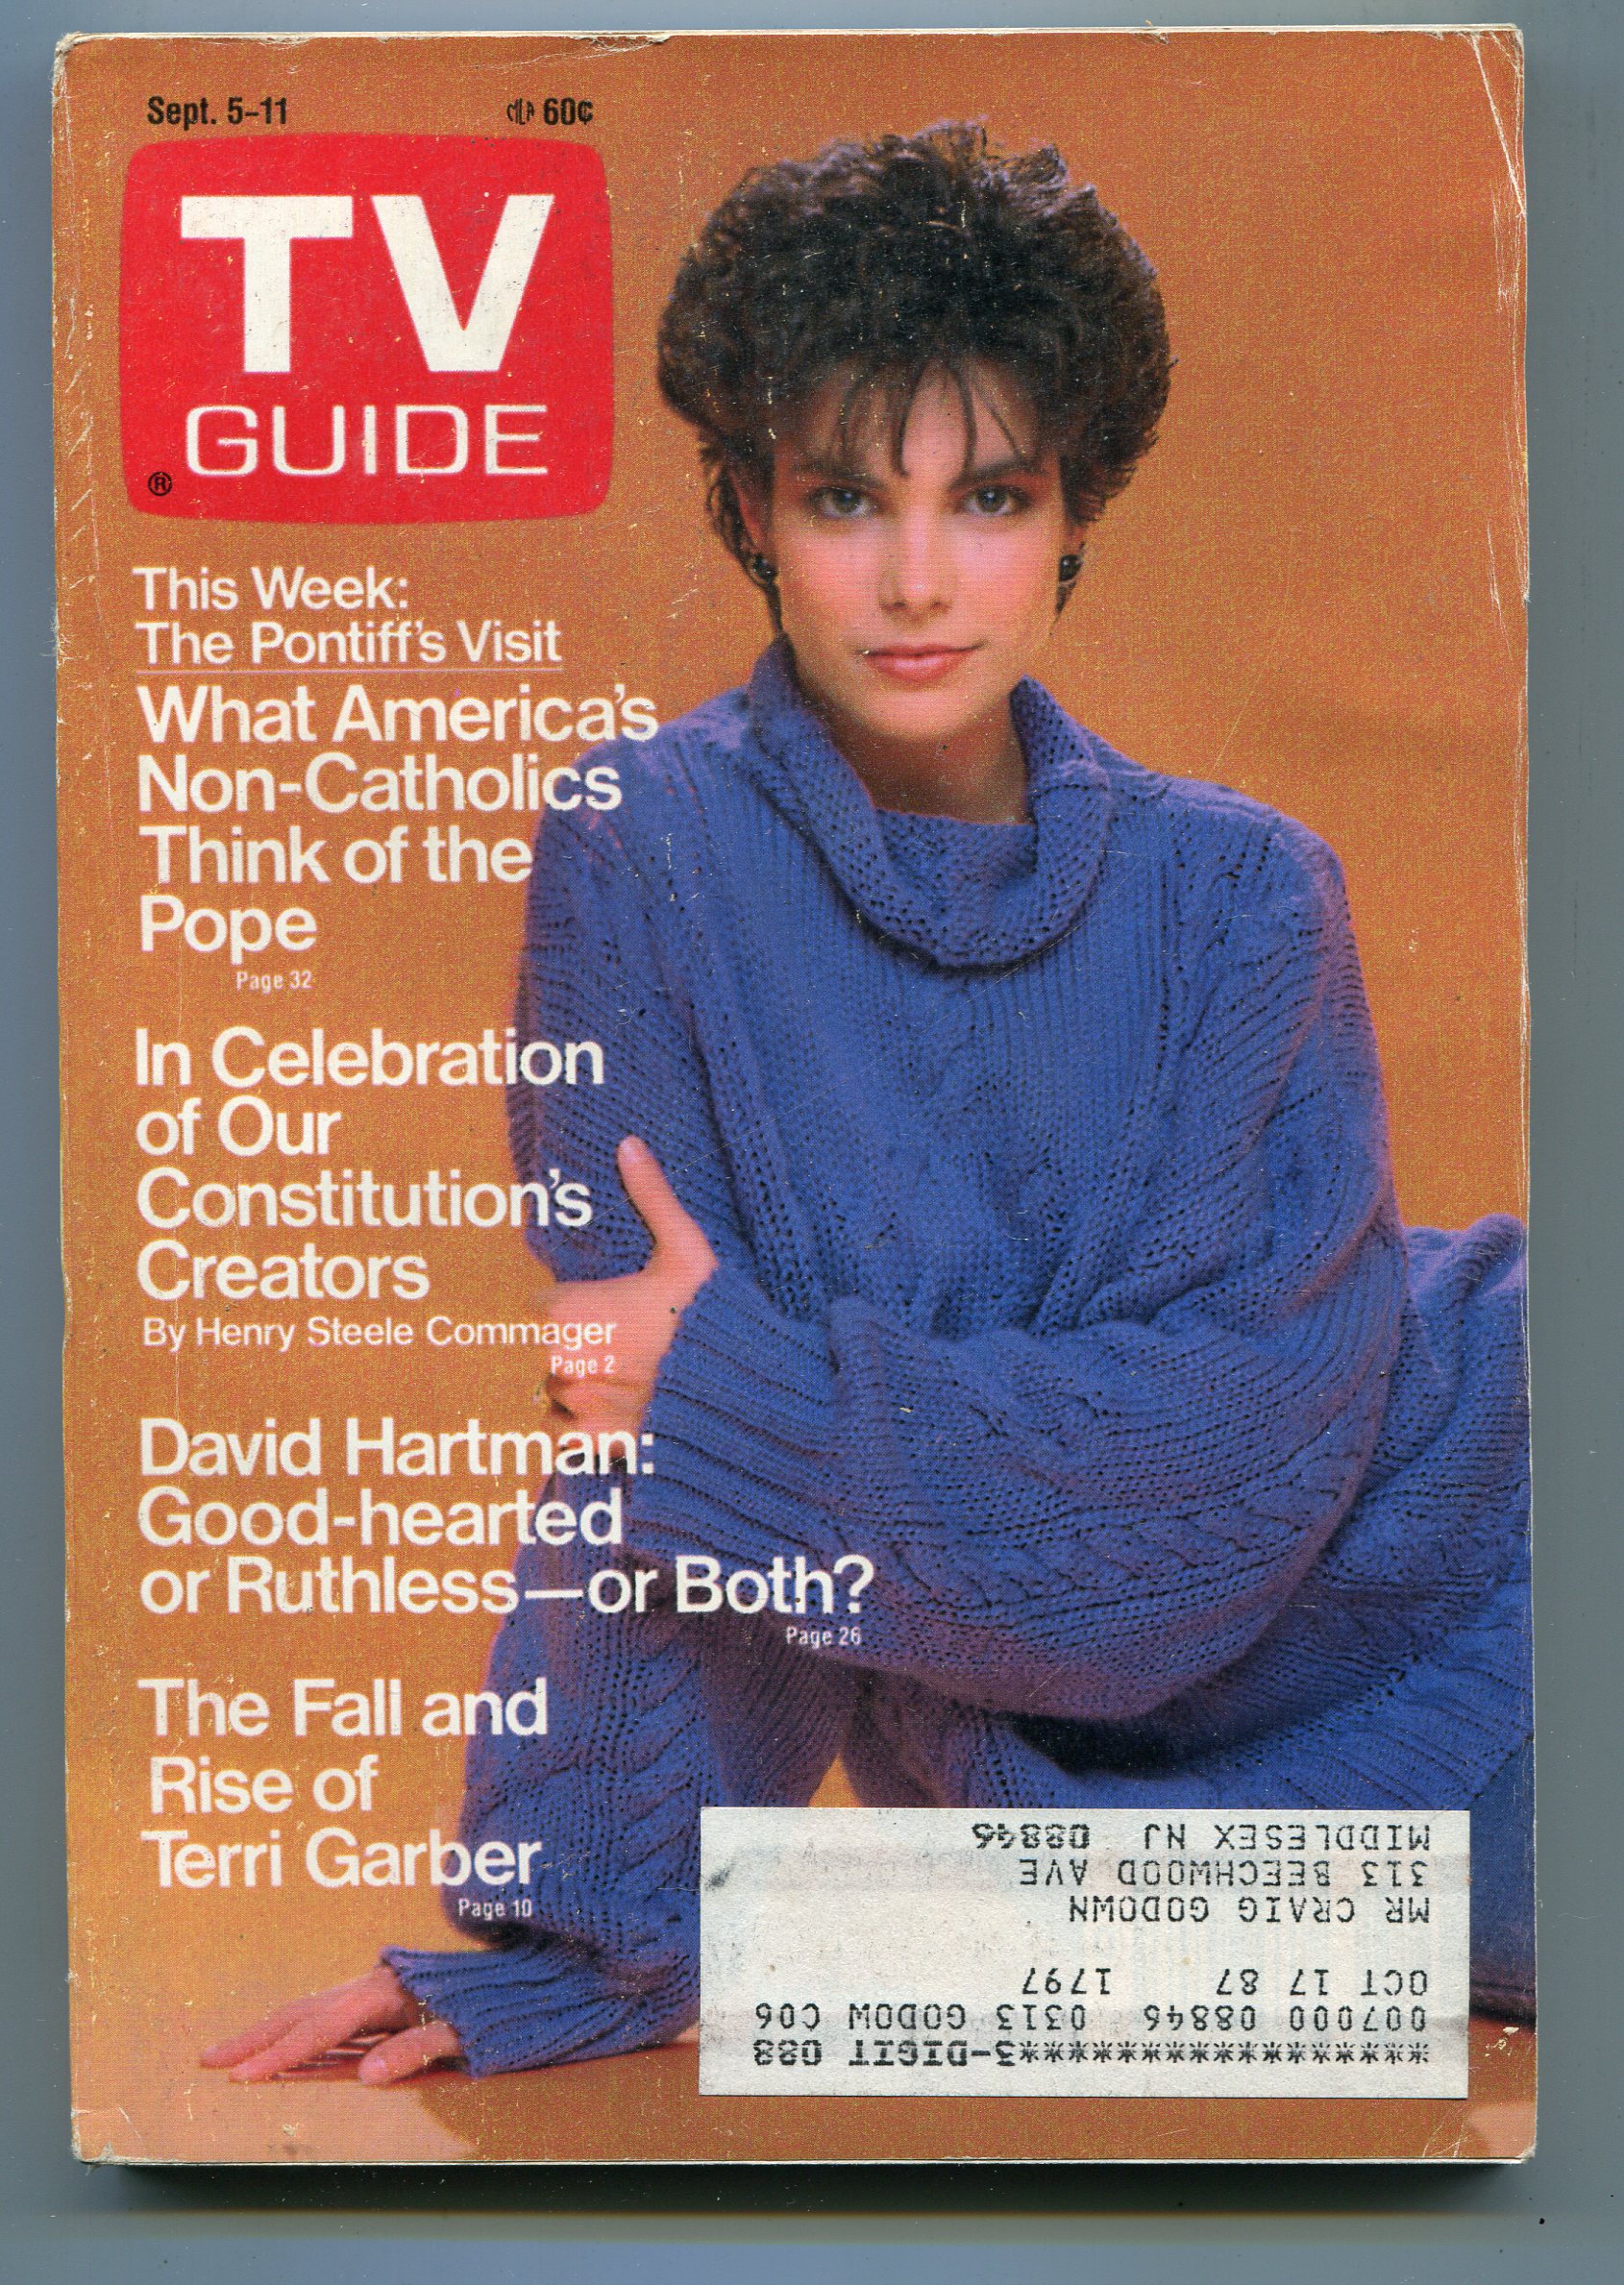 Sept. 5–11
60¢
TV
GUIDE
®
This Week:
The Pontiff's Visit
What America's
Non-Catholics
Think of the
Pope
Page 32
In Celebration
of Our
Constitution's
Creators
By Henry Steele Commager
Page 2
David Hartman:
Good-hearted
or Ruthless—or Both?
Page 26
The Fall and
Rise of
Terri Garber
Page 10
******************3-DIGIT 088
007000 08846 0313 GODOW C06
OCT 17 87 1797
MR CRAIG GODOWN
313 BEECHWOOD AVE
MIDDLESEX NJ 08846